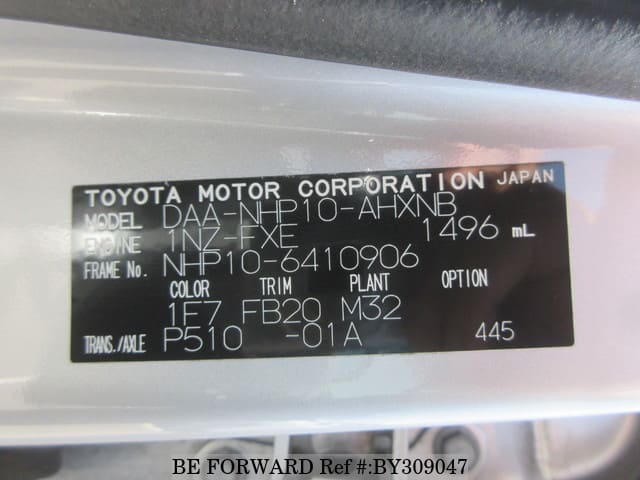 TOYOTA MOTOR CORPORATION JAPAN
MODEL DAA-NHP10-AHXNB
ENGINE 1NZ-FXE 1496 mL
FRAME No. NHP10-6410906
COLOR TRIM PLANT OPTION
1F7 FB20 M32
TRANS./AXLE P510 -01A 445
BE FORWARD Ref #:BY309047